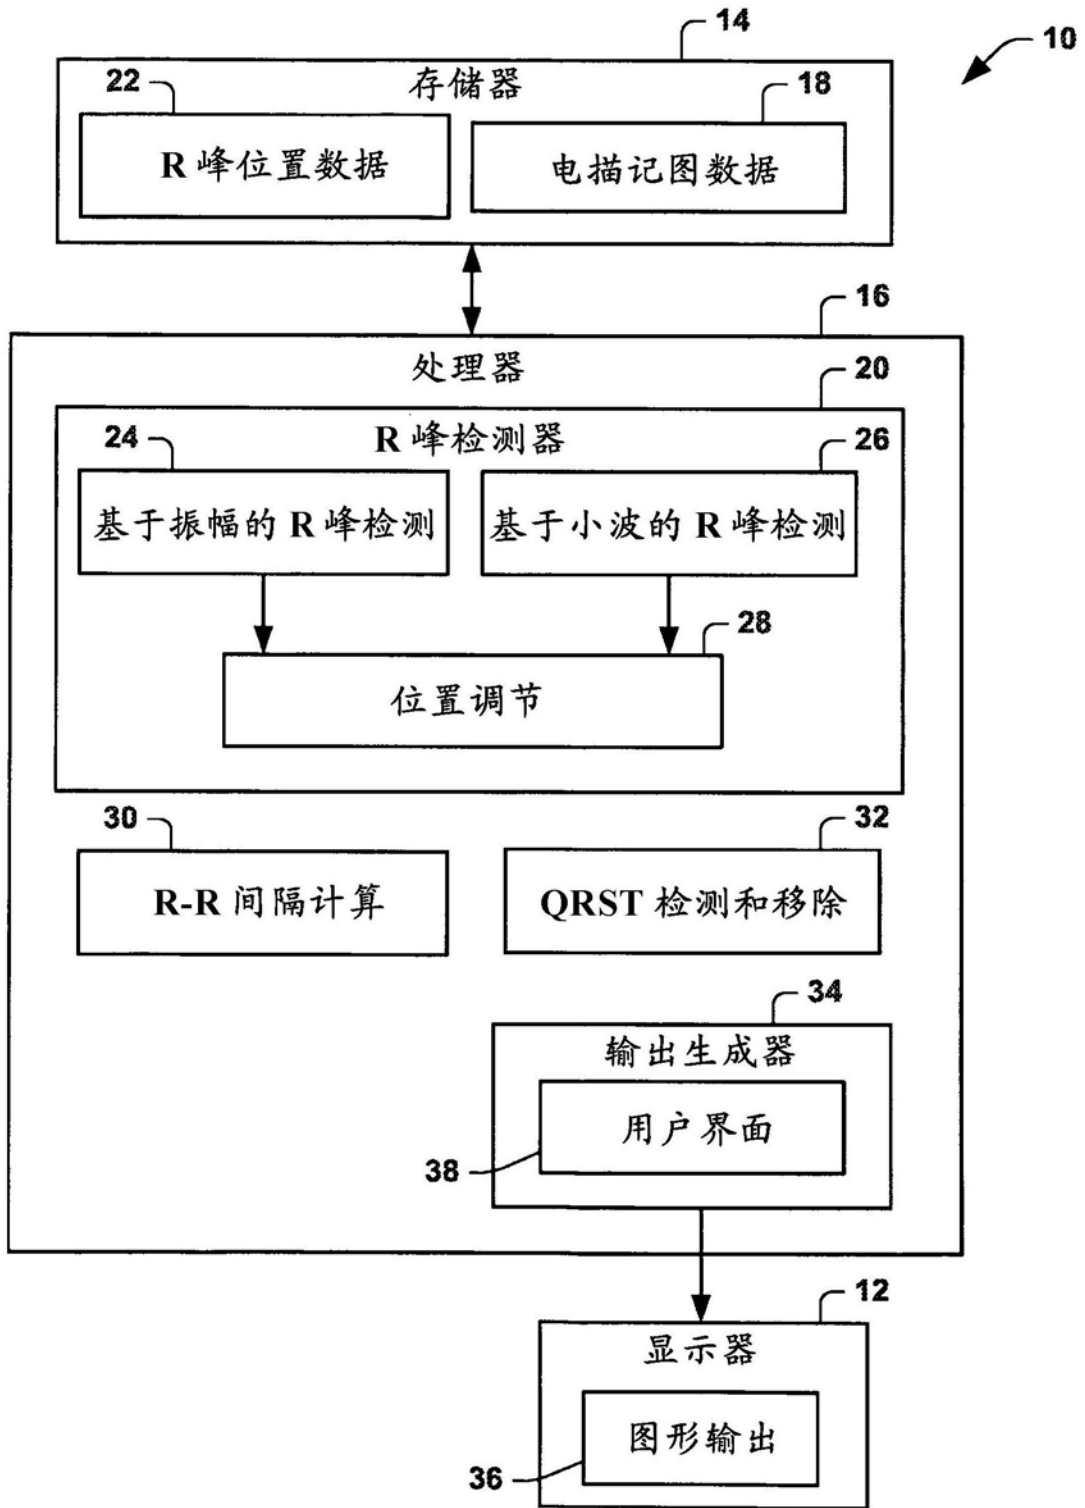 14
10
存储器
22
18
R 峰位置数据
电描记图数据
16
处理器
20
R 峰检测器
24
26
基于振幅的 R 峰检测
基于小波的 R 峰检测
28
位置调节
30
32
R-R 间隔计算
QRST 检测和移除
34
输出生成器
用户界面
38
12
显示器
图形输出
36